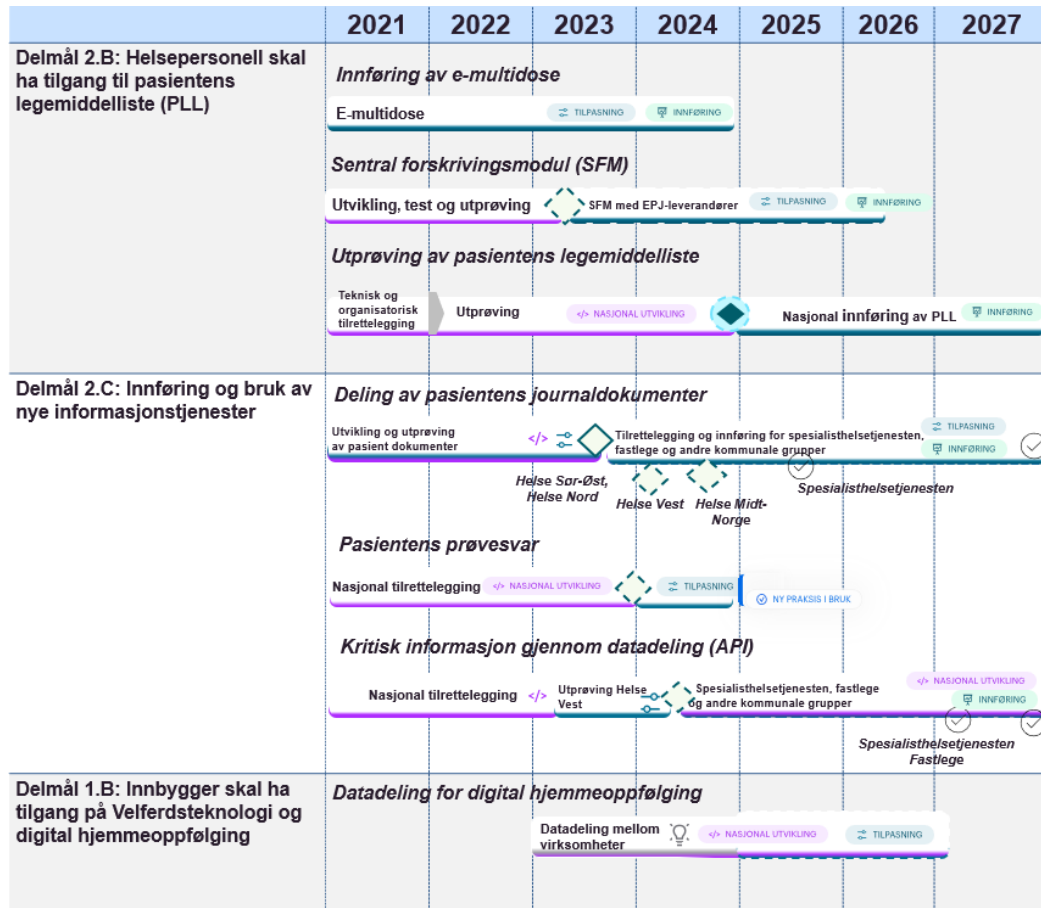 2021 2022 2023 2024 2025 2026 2027
Delmål 2.B: Helsepersonell skal
ha tilgang til pasientens
legemiddelliste (PLL)
Innføring av e-multidose
E-multidose
TILPASNING
INNFØRING
Sentral forskrivingsmodul (SFM)
Utvikling, test og utprøving
SFM med EPJ-leverandører
TILPASNING
INNFØRING
Utprøving av pasientens legemiddelliste
Teknisk og
organisatorisk
tilrettelegging
Utprøving
</> NASJONAL UTVIKLING
Nasjonal innføring av PLL
INNFØRING
Delmål 2.C: Innføring og bruk av
nye informasjonstjenester
Deling av pasientens journaldokumenter
Utvikling og utprøving
av pasient dokumenter
</>
Tilrettelegging og innføring for spesialisthelsetjenesten,
fastlege og andre kommunale grupper
TILPASNING
INNFØRING
Helse Sør-Øst,
Helse Nord
Helse Vest
Helse Midt-
Norge
Spesialisthelsetjenesten
Pasientens prøvesvar
Nasjonal tilrettelegging
</> NASJONAL UTVIKLING
TILPASNING
NY PRAKSIS I BRUK
Kritisk informasjon gjennom datadeling (API)
Nasjonal tilrettelegging
</>
Utprøving Helse
Vest
Spesialisthelsetjenesten, fastlege
og andre kommunale grupper
</> NASJONAL UTVIKLING
INNFØRING
Spesialisthelsetjenesten
Fastlege
Delmål 1.B: Innbygger skal ha
tilgang på Velferdsteknologi og
digital hjemmeoppfølging
Datadeling for digital hjemmeoppfølging
Datadeling mellom
virksomheter
</> NASJONAL UTVIKLING
TILPASNING